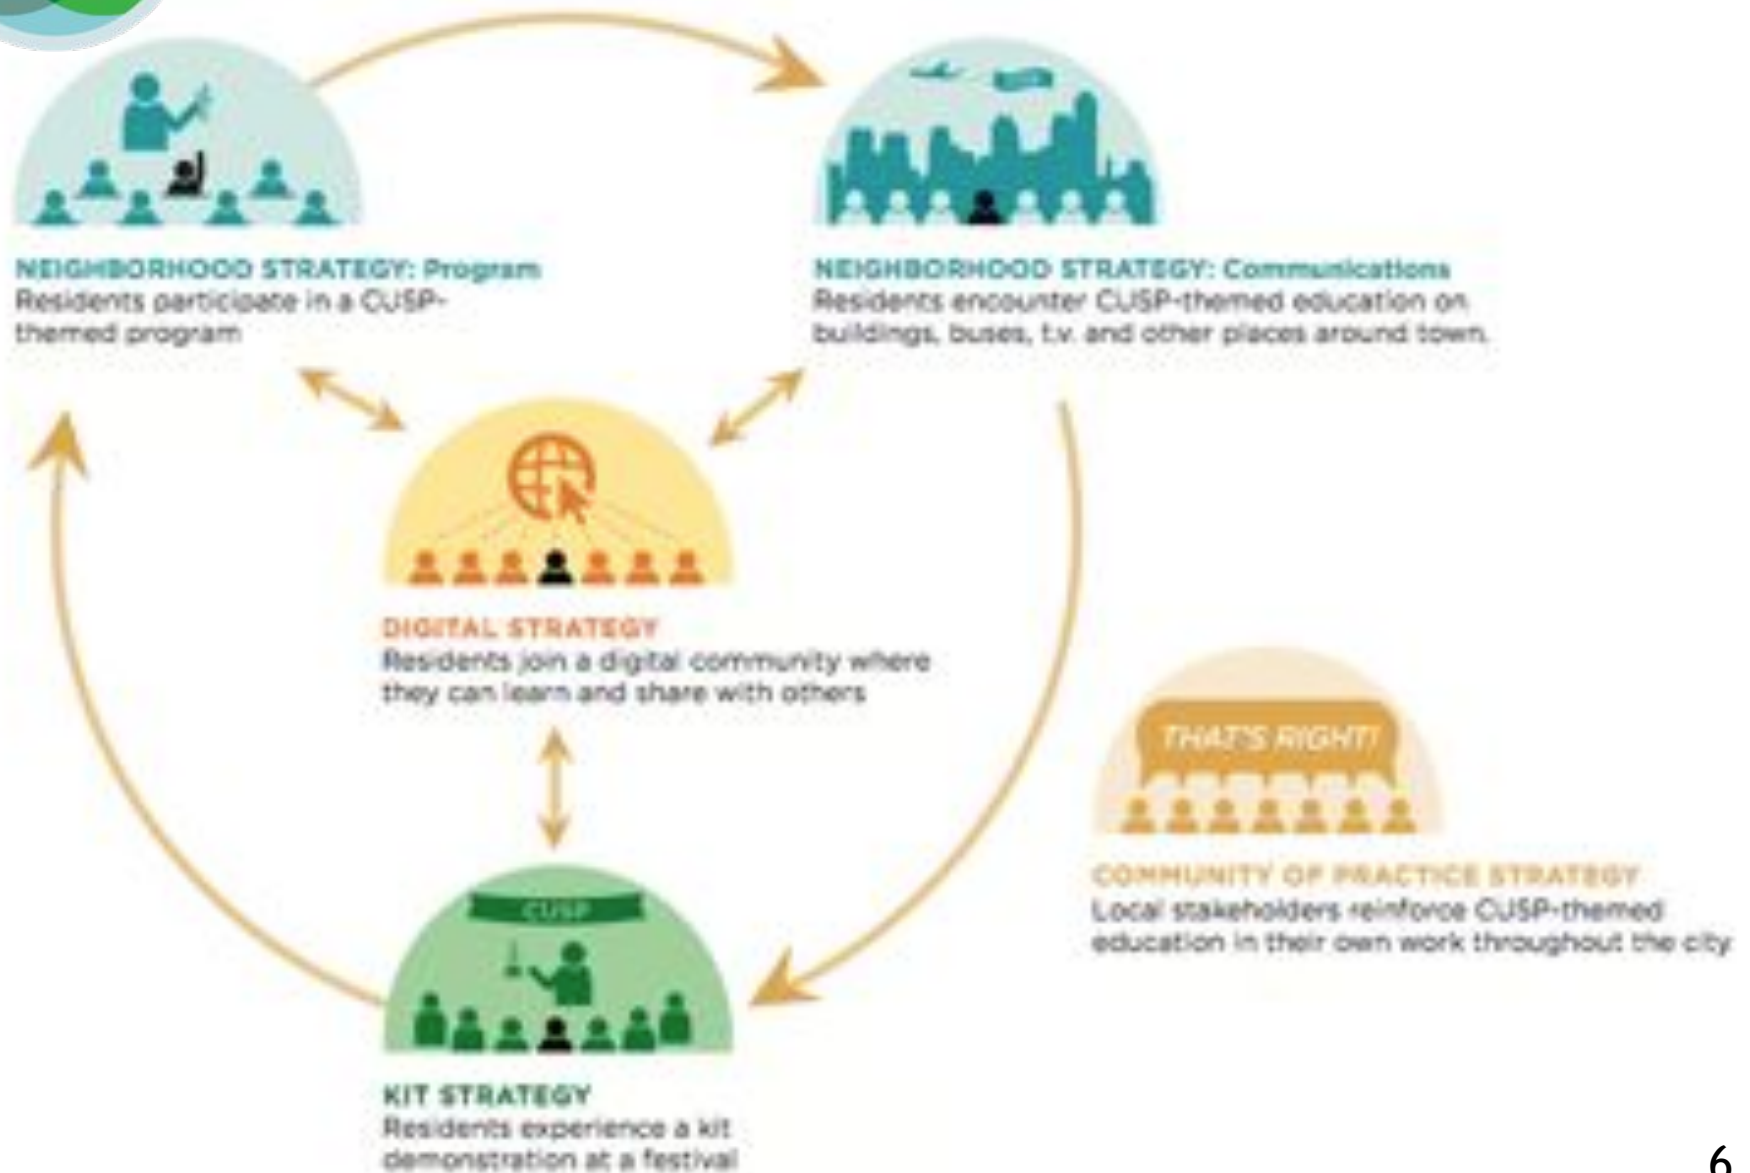 NEIGHBORHOOD STRATEGY: Program
Residents participate in a CUSP-
themed program
NEIGHBORHOOD STRATEGY: Communications
Residents encounter CUSP-themed education on
buildings, buses, t.v. and other places around town.
DIGITAL STRATEGY
Residents join a digital community where
they can learn and share with others
THAT'S RIGHT!
COMMUNITY OF PRACTICE STRATEGY
Local stakeholders reinforce CUSP-themed
education in their own work throughout the city
CUSP
KIT STRATEGY
Residents experience a kit
demonstration at a festival
6